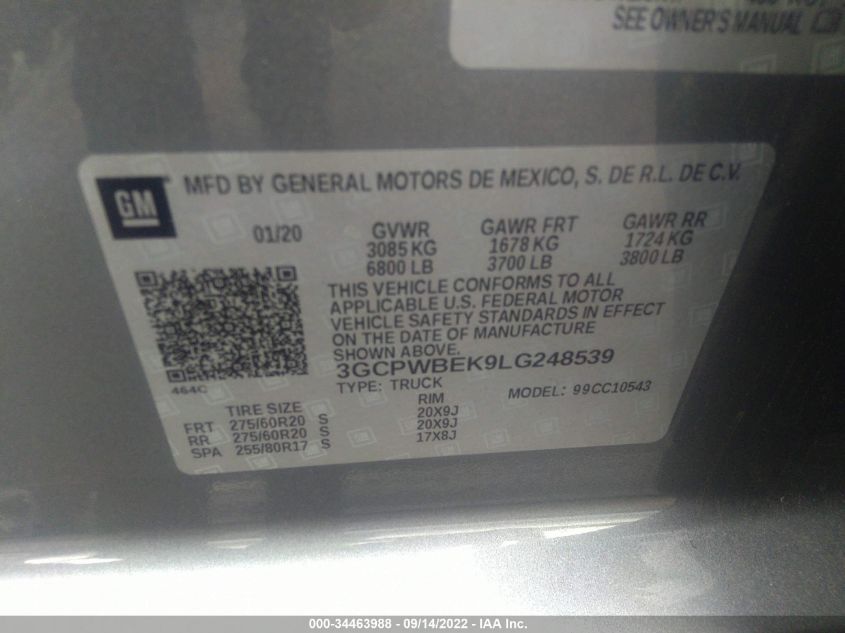 SEE OWNER'S MANUAL
GM
MFD BY GENERAL MOTORS DE MEXICO, S. DE R.L. DE C.V.
01/20 GVWR GAWR FRT GAWR RR
3085 KG 1678 KG 1724 KG
6800 LB 3700 LB 3800 LB
THIS VEHICLE CONFORMS TO ALL
APPLICABLE U.S. FEDERAL MOTOR
VEHICLE SAFETY STANDARDS IN EFFECT
ON THE DATE OF MANUFACTURE
SHOWN ABOVE.
3GCPWBEK9LG248539
464C TYPE: TRUCK MODEL: 99CC10543
TIRE SIZE RIM
FRT 275/60R20 S 20X9J
RR 275/60R20 S 20X9J
SPA 255/80R17 S 17X8J
000-34463988 - 09/14/2022 - IAA Inc.